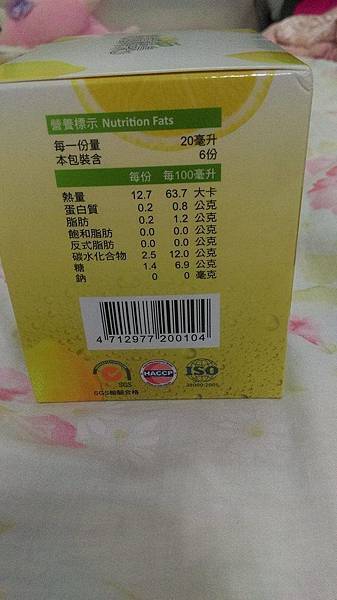 營養標示 Nutrition Fats
每一份量 20毫升
本包裝含 6份
每份 每100毫升
熱量 12.7 63.7 大卡
蛋白質 0.2 0.8 公克
脂肪 0.2 1.2 公克
飽和脂肪 0.0 0.0 公克
反式脂肪 0.0 0.0 公克
碳水化合物 2.5 12.0 公克
糖 1.4 6.9 公克
鈉 0 0 毫克
4 712977 200104
SGS HACCP ISO
SGS檢驗合格